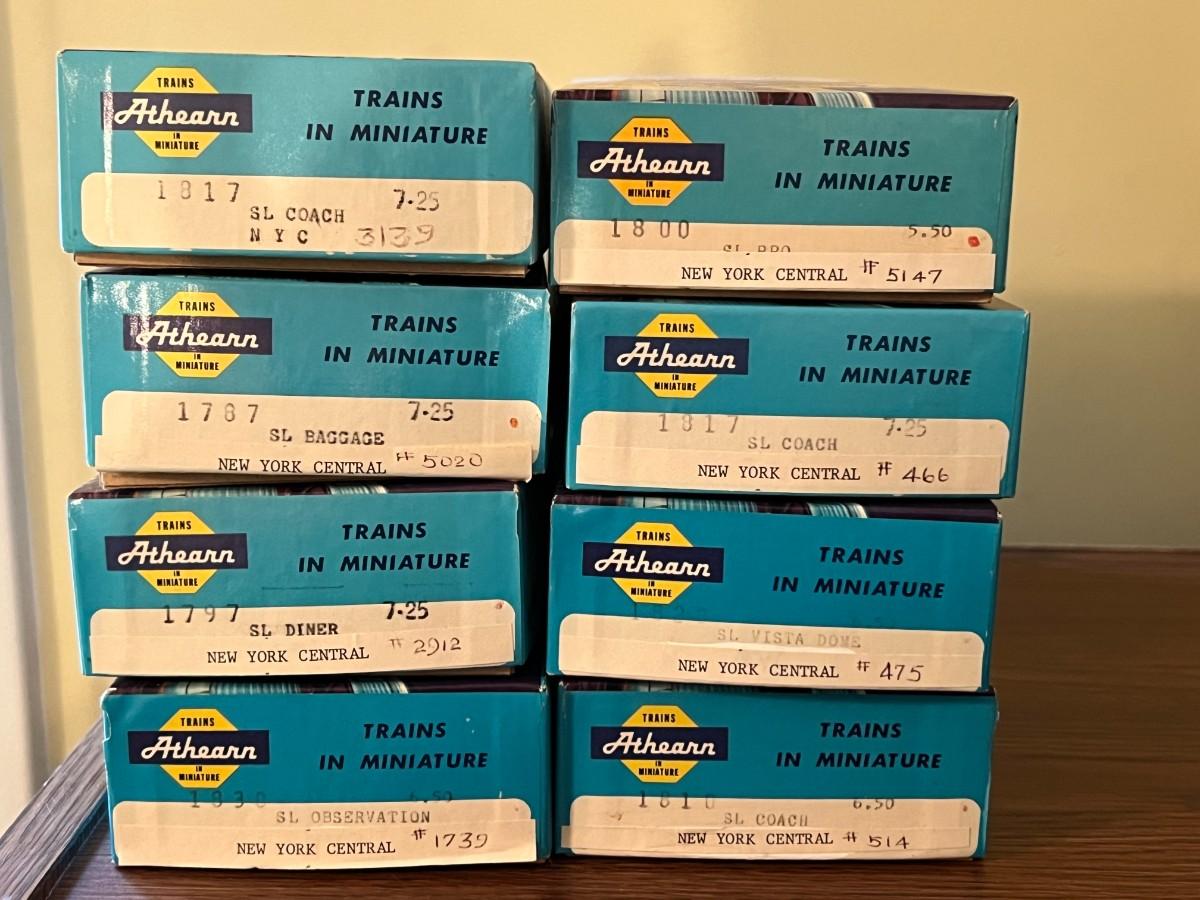 TRAINS
Athearn
IN
MINIATURE
TRAINS
IN MINIATURE
1817 7.25
SL COACH
NYC 3139
TRAINS
Athearn
IN
MINIATURE
TRAINS
IN MINIATURE
1787 7.25
SL BAGGAGE
NEW YORK CENTRAL # 5020
TRAINS
Athearn
IN
MINIATURE
TRAINS
IN MINIATURE
1797 7.25
SL DINER
NEW YORK CENTRAL # 2912
TRAINS
Athearn
IN
MINIATURE
TRAINS
IN MINIATURE
1830 6.50
SL OBSERVATION
NEW YORK CENTRAL # 1739
TRAINS
Athearn
IN
MINIATURE
TRAINS
IN MINIATURE
1800 5.50
SL RPO
NEW YORK CENTRAL # 5147
TRAINS
Athearn
IN
MINIATURE
TRAINS
IN MINIATURE
1817 7.25
SL COACH
NEW YORK CENTRAL # 466
TRAINS
Athearn
IN
MINIATURE
TRAINS
IN MINIATURE
SL VISTA DOME
NEW YORK CENTRAL # 475
TRAINS
Athearn
IN
MINIATURE
TRAINS
IN MINIATURE
1810 6.50
SL COACH
NEW YORK CENTRAL # 514